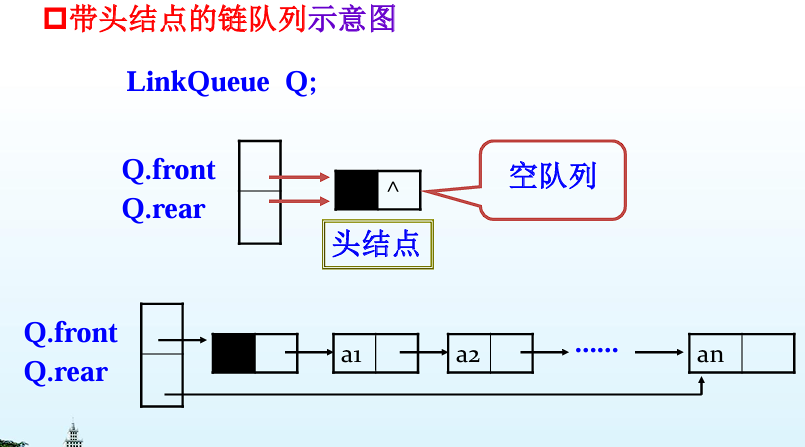 带头结点的链队列示意图
LinkQueue Q;
Q.front
Q.rear
^
空队列
头结点
Q.front
Q.rear
a1
a2
......
an